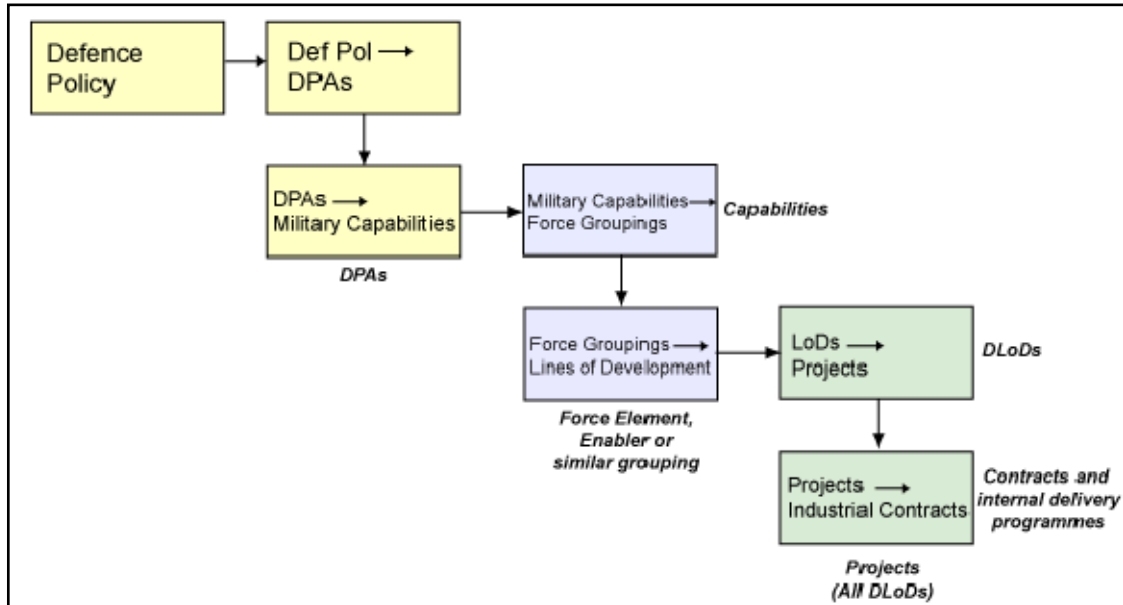 Defence
Policy
Def Pol →
DPAs
DPAs →
Military Capabilities
DPAs
Military Capabilities →
Force Groupings
Capabilities
Force Groupings →
Lines of Development
Force Element,
Enabler or
similar grouping
LoDs →
Projects
DLoDs
Projects →
Industrial Contracts
Contracts and
internal delivery
programmes
Projects
(All DLoDs)